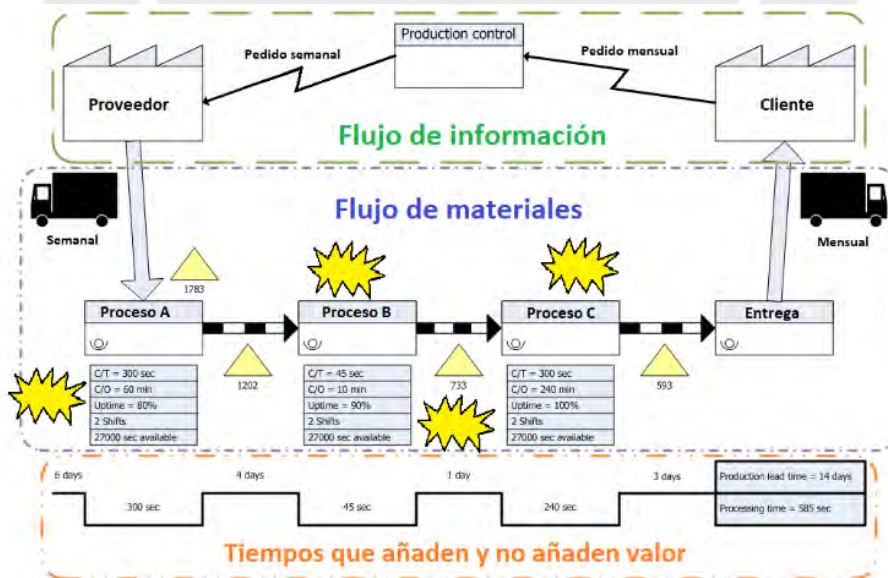 Production control
Pedido semanal
Pedido mensual
Proveedor
Cliente
Flujo de información
Flujo de materiales
Semanal
Mensual
1783
Proceso A
Proceso B
Proceso C
Entrega
1202
733
593
C/T = 300 sec
C/O = 60 min
Uptime = 80%
2 Shifts
27000 sec available
C/T = 45 sec
C/O = 10 min
Uptime = 90%
2 Shifts
27000 sec available
C/T = 300 sec
C/O = 240 min
Uptime = 100%
2 Shifts
27000 sec available
6 days
4 days
1 day
3 days
Production lead time = 14 days
300 sec
45 sec
240 sec
Processing time = 585 sec
Tiempos que añaden y no añaden valor